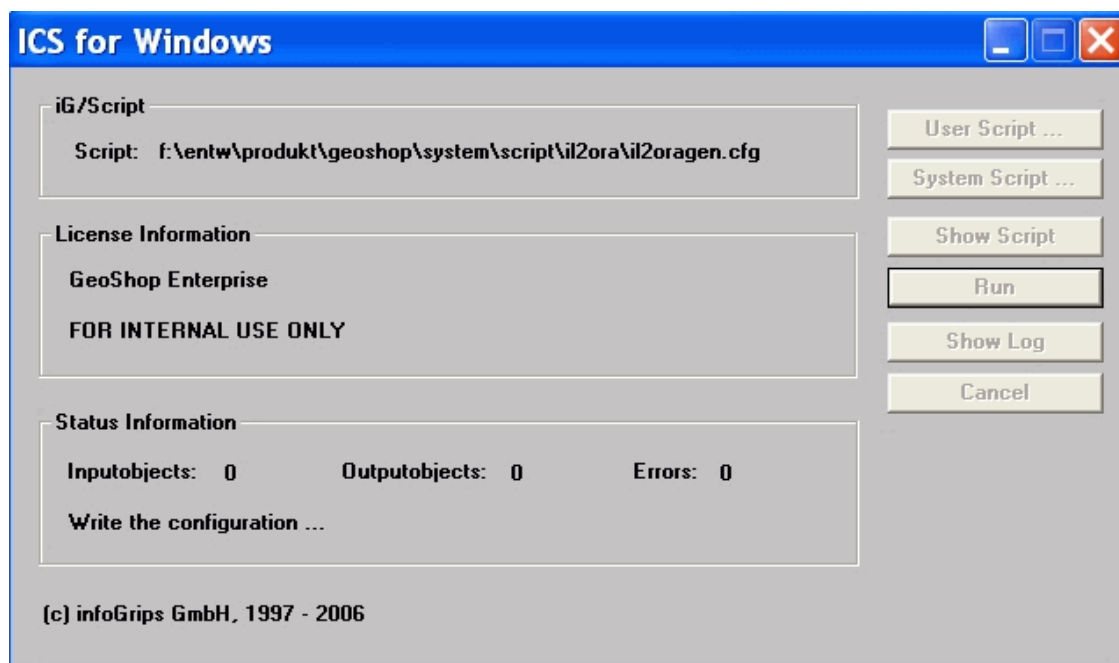 ICS for Windows
iG/Script
Script: f:\entw\produkt\geoshop\system\script\il2ora\il2oragen.cfg
License Information
GeoShop Enterprise
FOR INTERNAL USE ONLY
Status Information
Inputobjects: 0 Outputobjects: 0 Errors: 0
Write the configuration ...
(c) infoGrips GmbH, 1997 - 2006
User Script ...
System Script ...
Show Script
Run
Show Log
Cancel